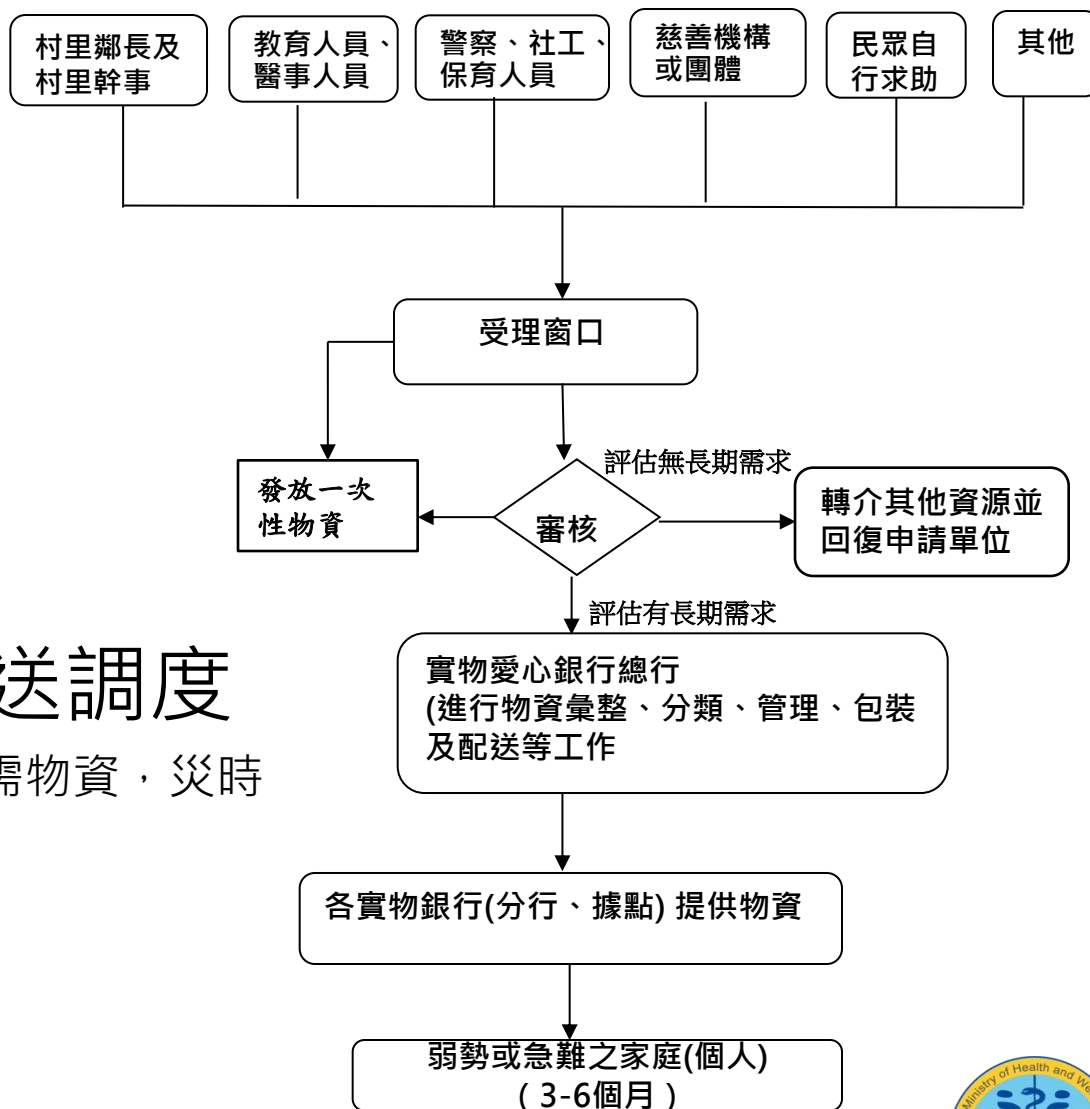 村里鄰長及
村里幹事
教育人員、
醫事人員
警察、社工、
保育人員
慈善機構
或團體
民眾自
行求助
其他
受理窗口
發放一次
性物資
審核
評估無長期需求
轉介其他資源並
回復申請單位
評估有長期需求
送調度
需物資，災時
實物愛心銀行總行
(進行物資彙整、分類、管理、包裝
及配送等工作
各實物銀行(分行、據點) 提供物資
弱勢或急難之家庭(個人)
( 3-6個月 )
Ministry of Health and We